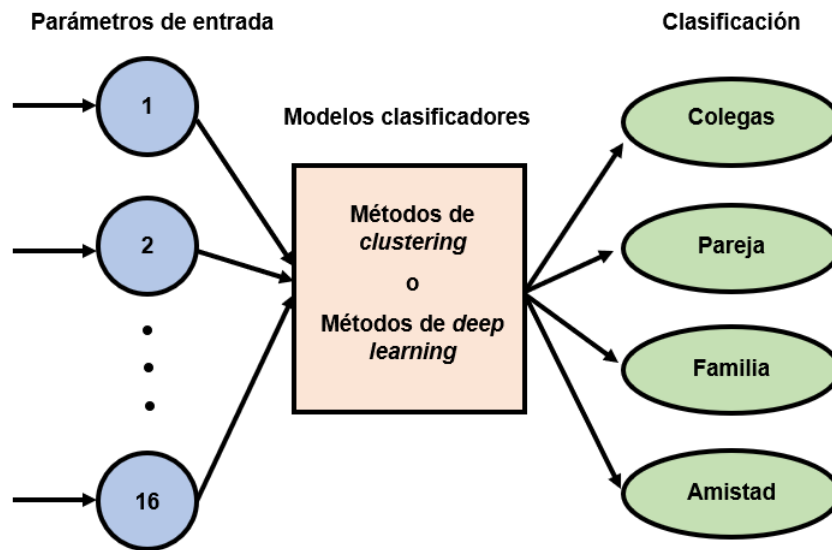 Parámetros de entrada
Clasificación
1
Modelos clasificadores
Colegas
2
Métodos de
clustering
o
Métodos de deep
learning
Pareja
Familia
16
Amistad